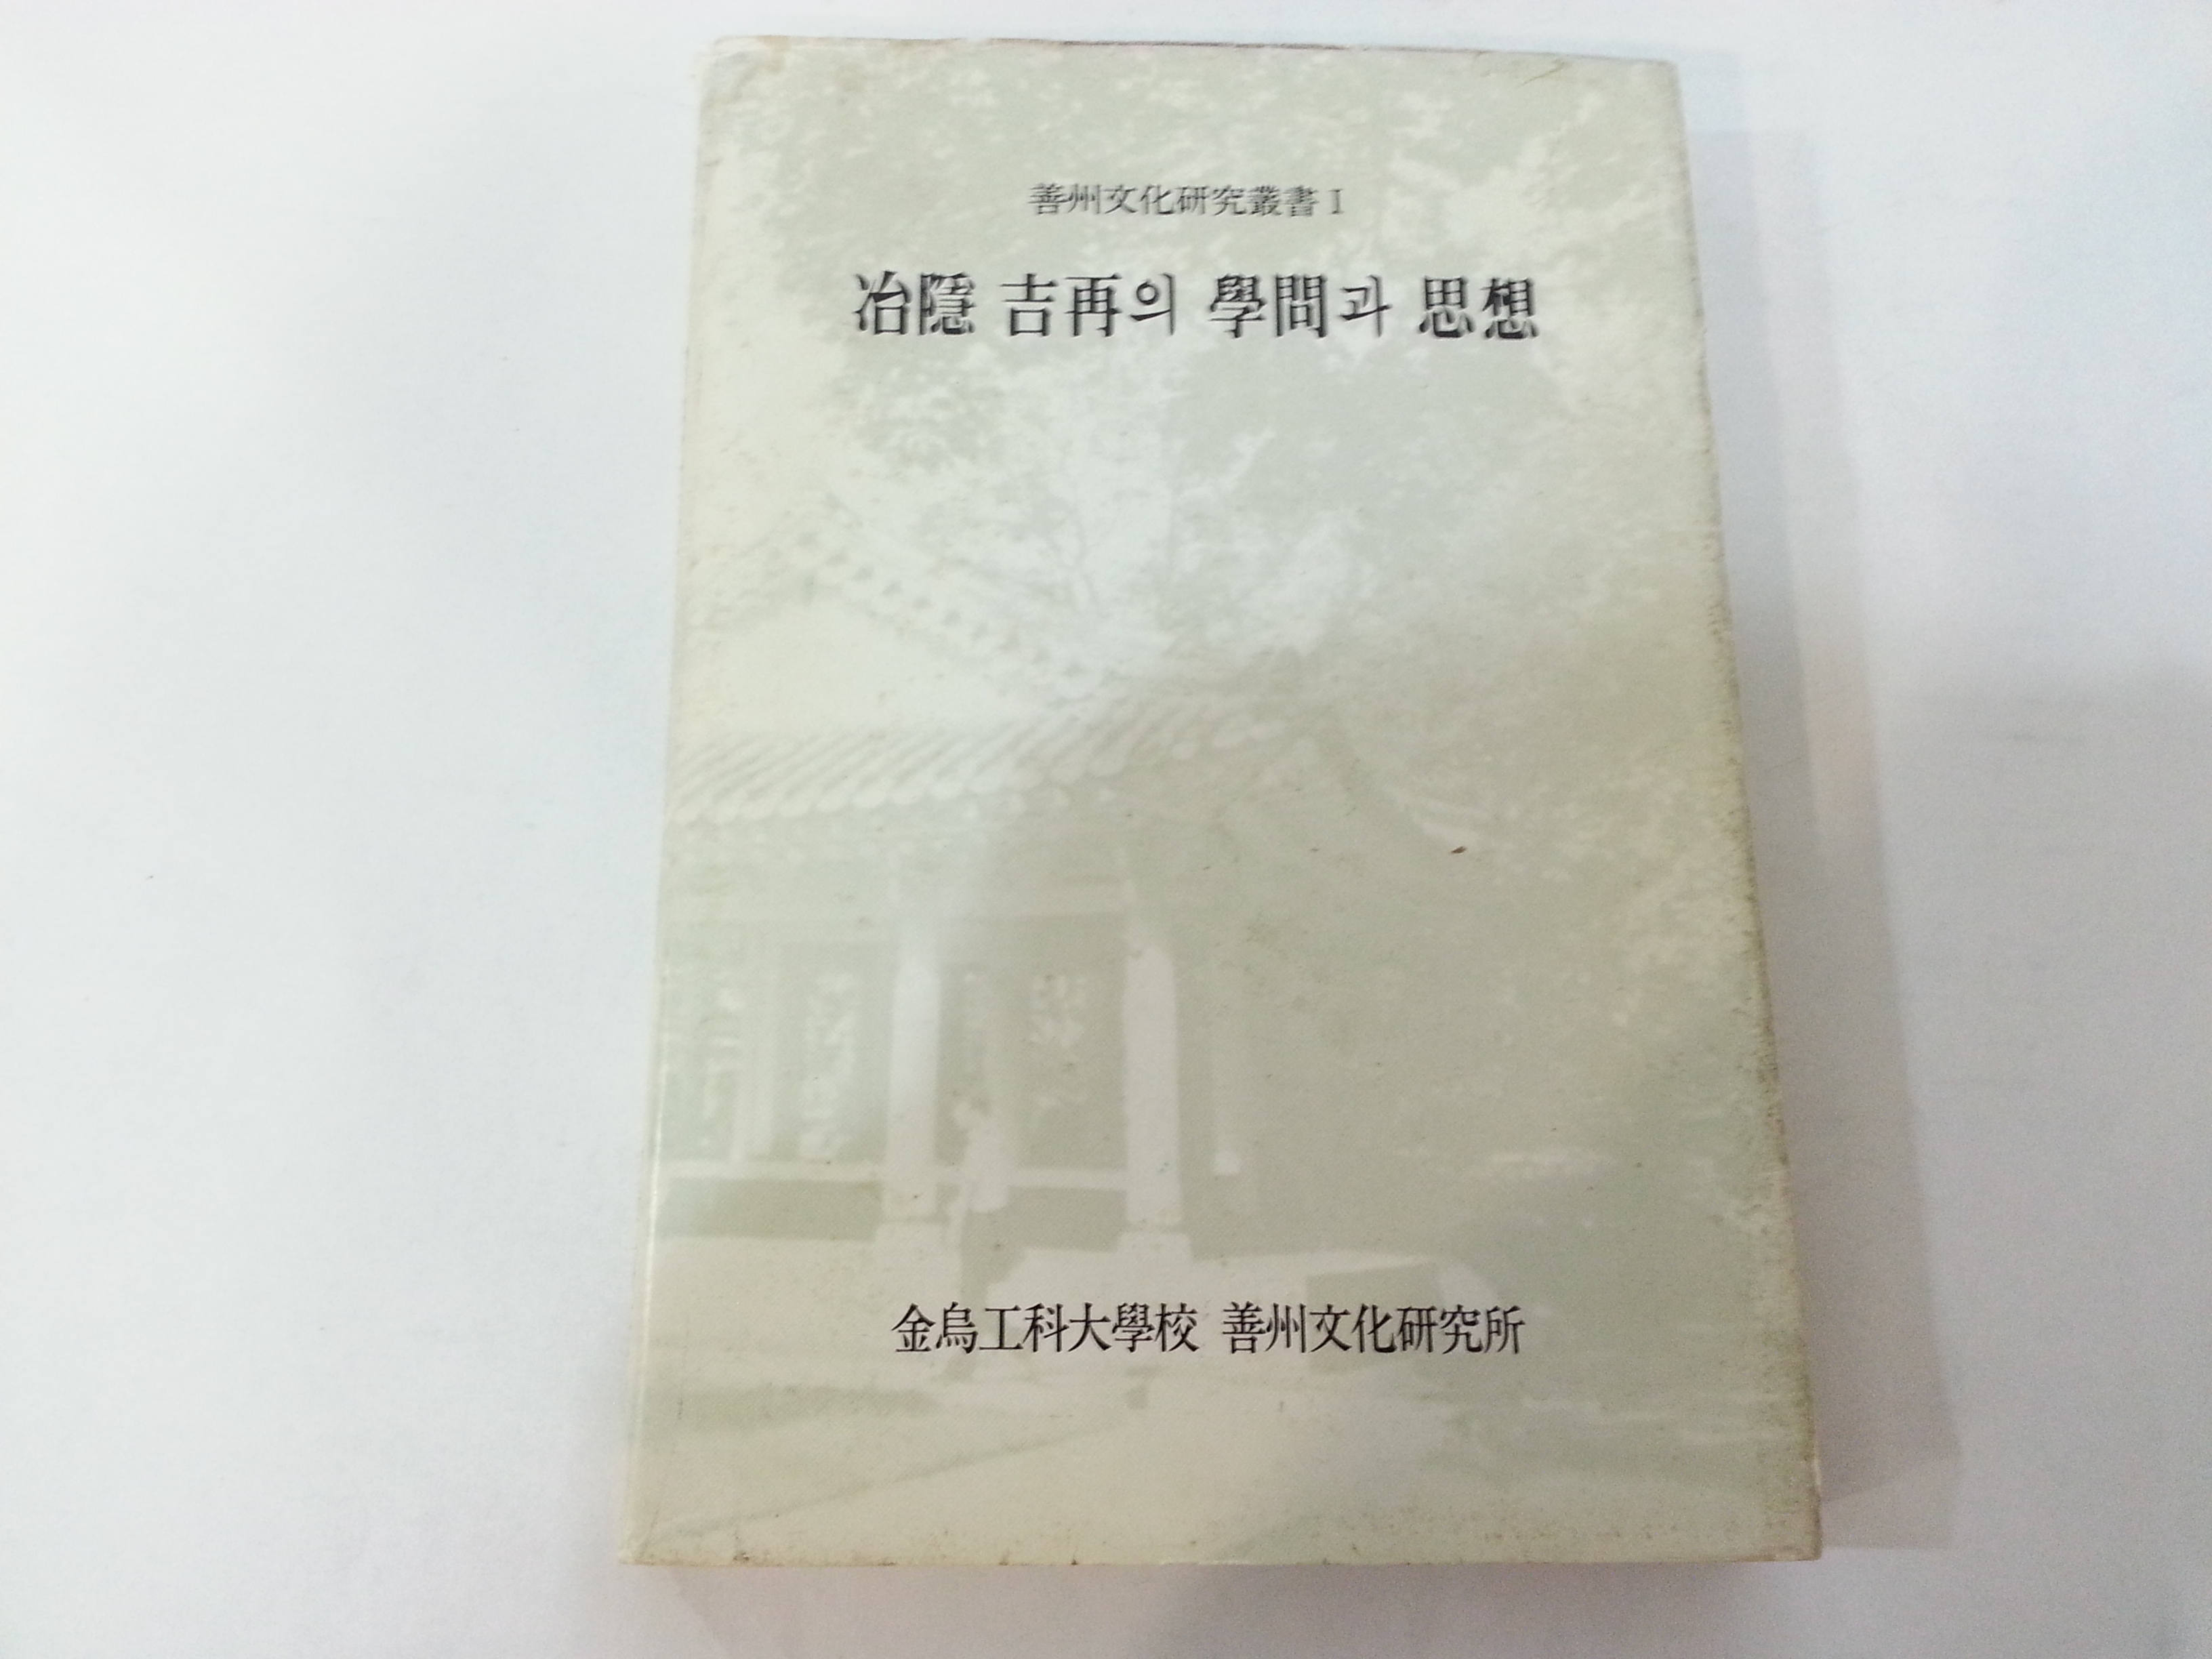 善州文化研究叢書 I
冶隱 吉再의 學問과 思想
金烏工科大學校 善州文化研究所